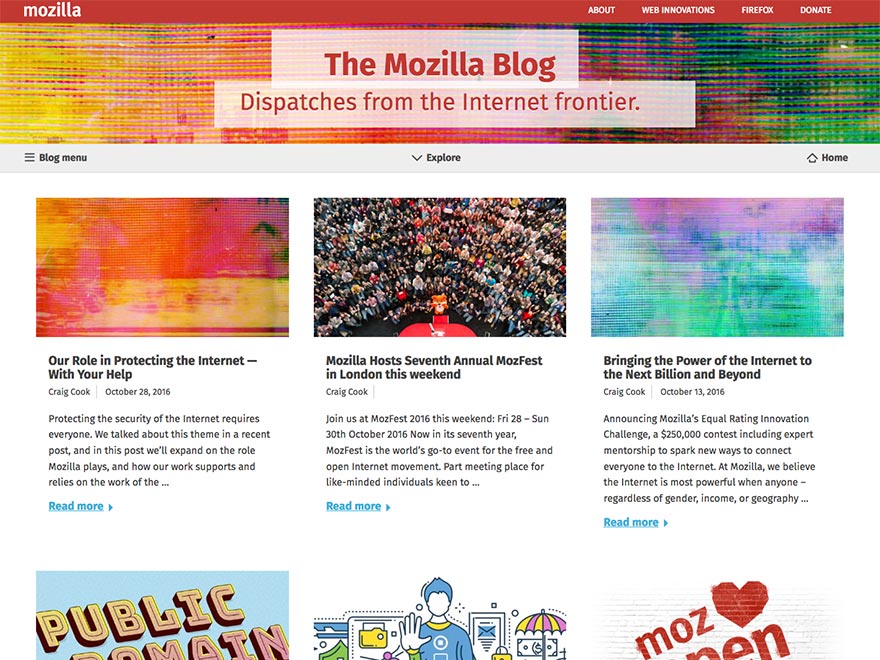 mozilla
ABOUT
WEB INNOVATIONS
FIREFOX
DONATE
The Mozilla Blog
Dispatches from the Internet frontier.
Blog menu
Explore
Home
Our Role in Protecting the Internet —
With Your Help
Craig Cook
October 28, 2016
Protecting the security of the Internet requires
everyone. We talked about this theme in a recent
post, and in this post we'll expand on the role
Mozilla plays, and how our work supports and
relies on the work of the ...
Read more
Mozilla Hosts Seventh Annual MozFest
in London this weekend
Craig Cook
Join us at MozFest 2016 this weekend: Fri 28 – Sun
30th October 2016 Now in its seventh year,
MozFest is the world's go-to event for the free and
open Internet movement. Part meeting place for
like-minded individuals keen to ...
Read more
Bringing the Power of the Internet to
the Next Billion and Beyond
Craig Cook
October 13, 2016
Announcing Mozilla's Equal Rating Innovation
Challenge, a $250,000 contest including expert
mentorship to spark new ways to connect
everyone to the Internet. At Mozilla, we believe
the Internet is most powerful when anyone –
regardless of gender, income, or geography ...
Read more
PUBLIC
DOMAIN
moz
open